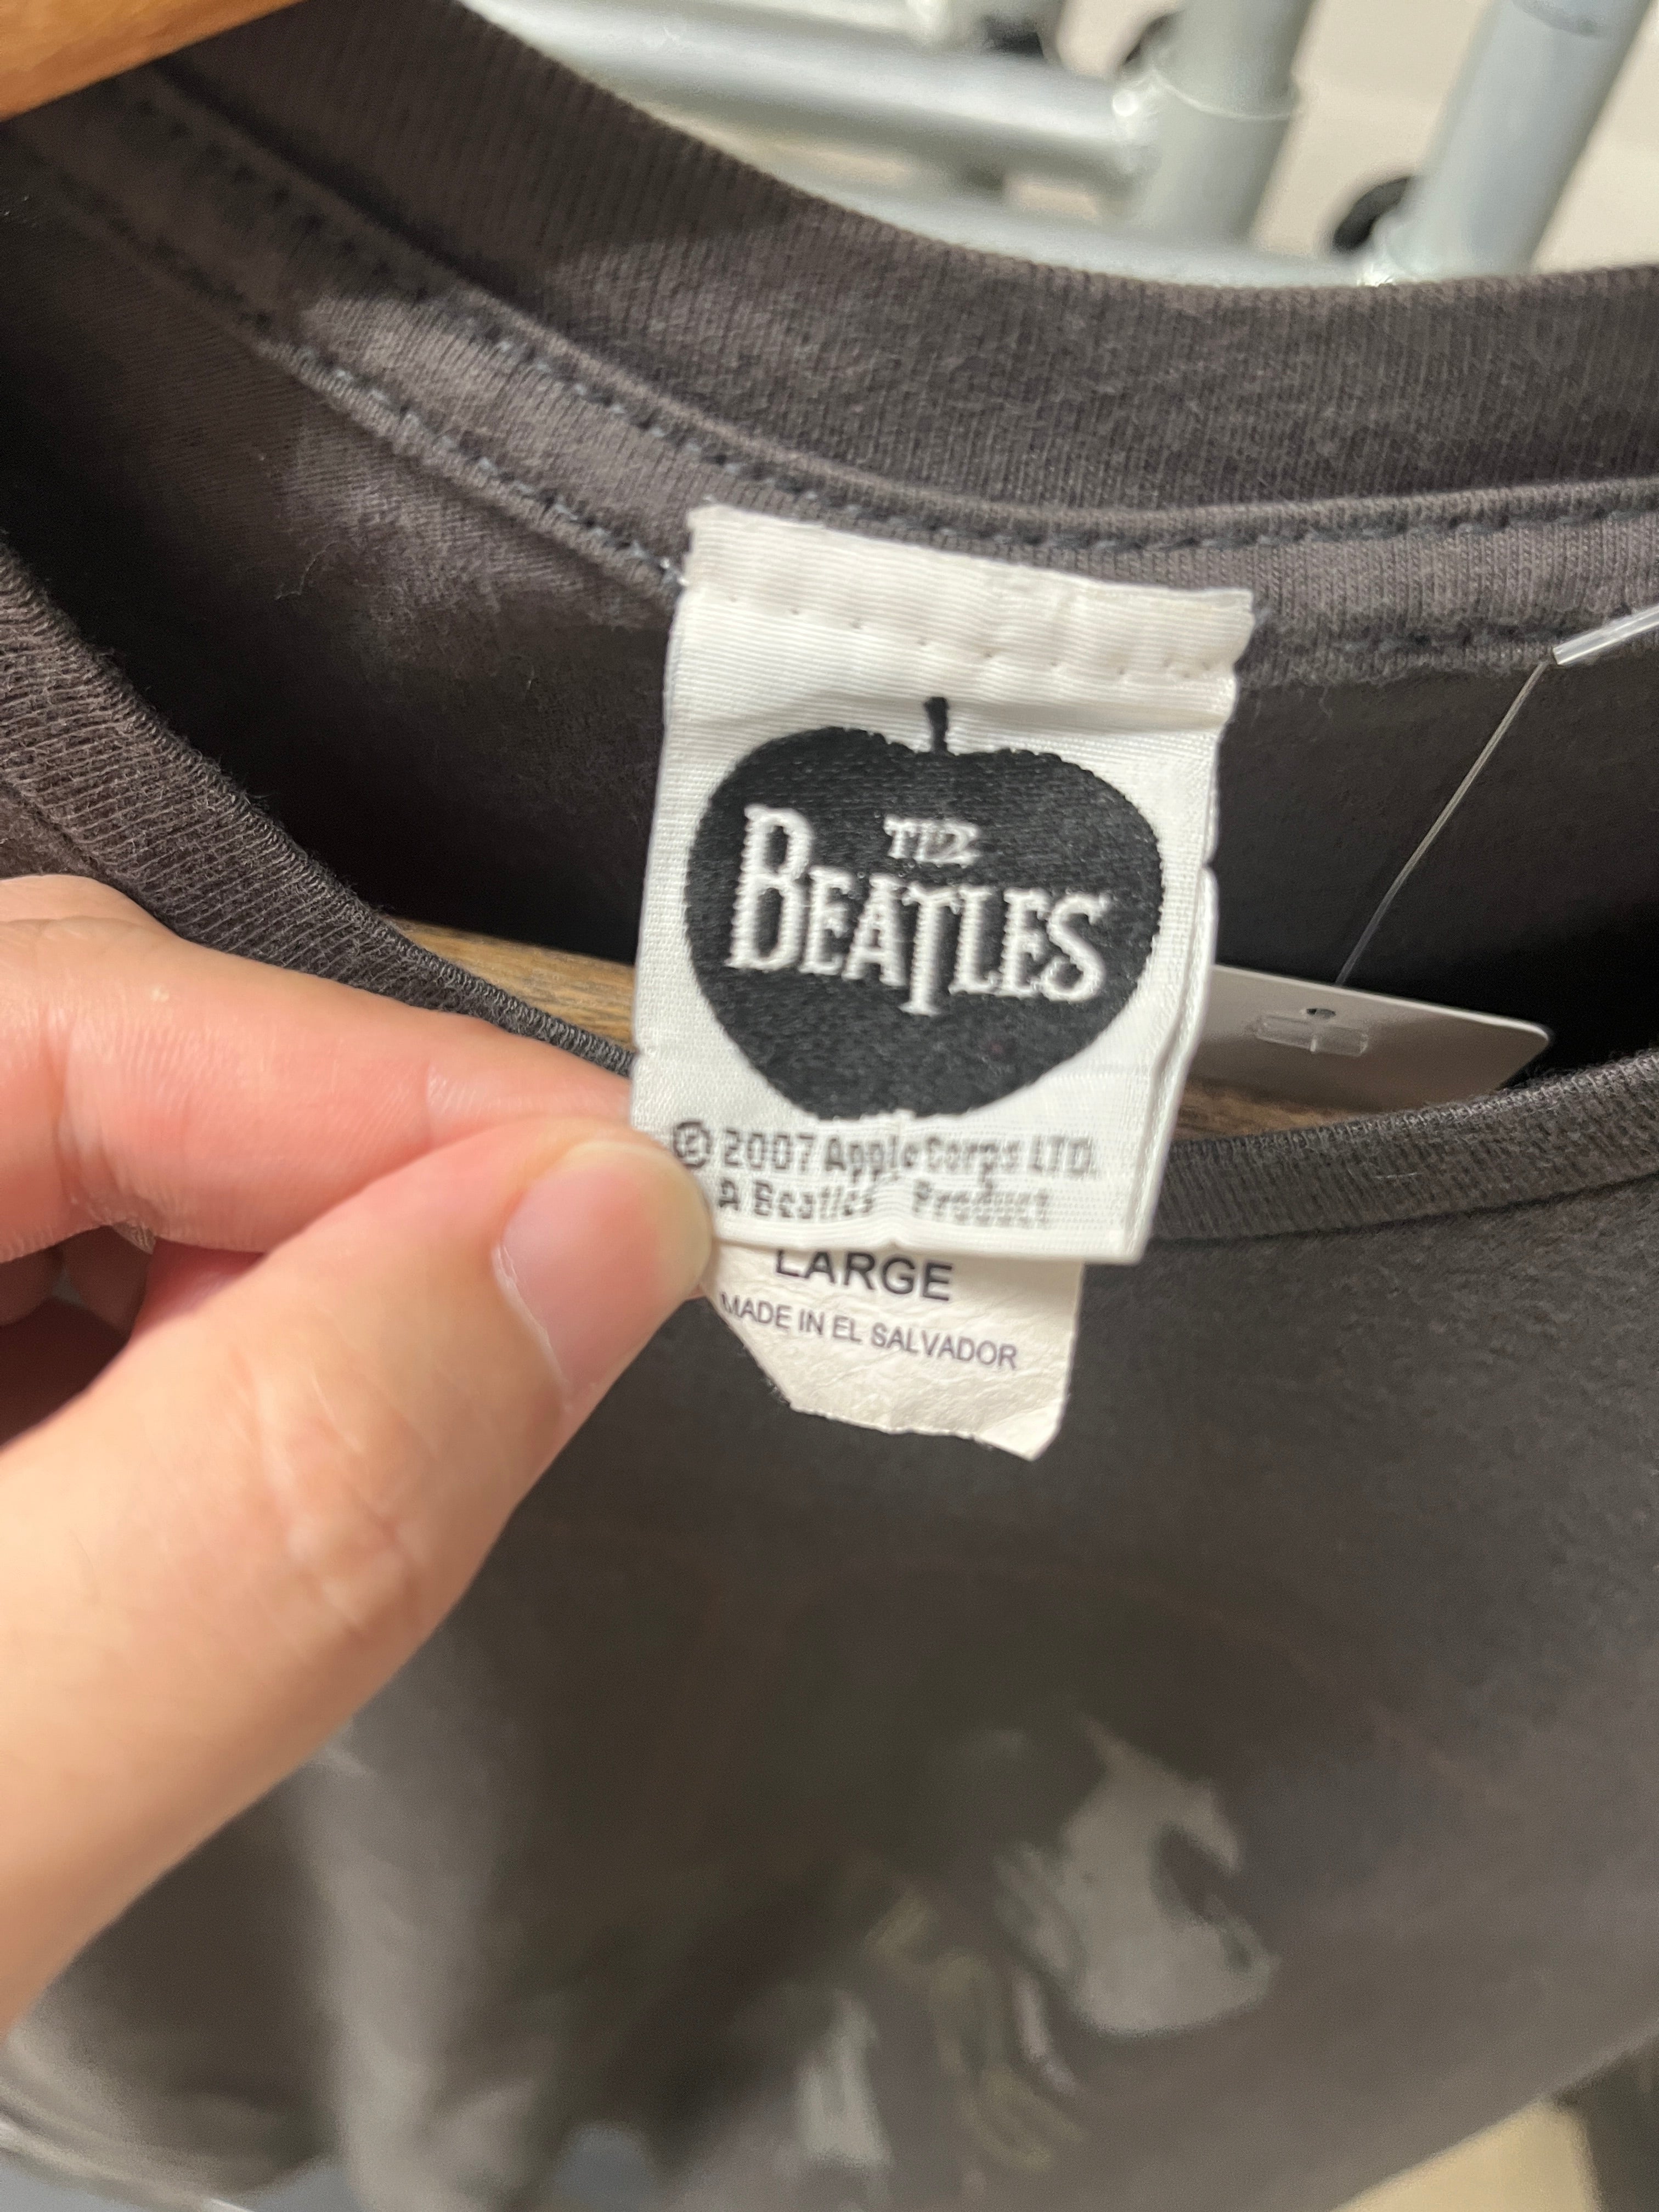 THE
BEATLES
© 2007 Apple Corps LTD.
A Beatles Product
LARGE
MADE IN EL SALVADOR